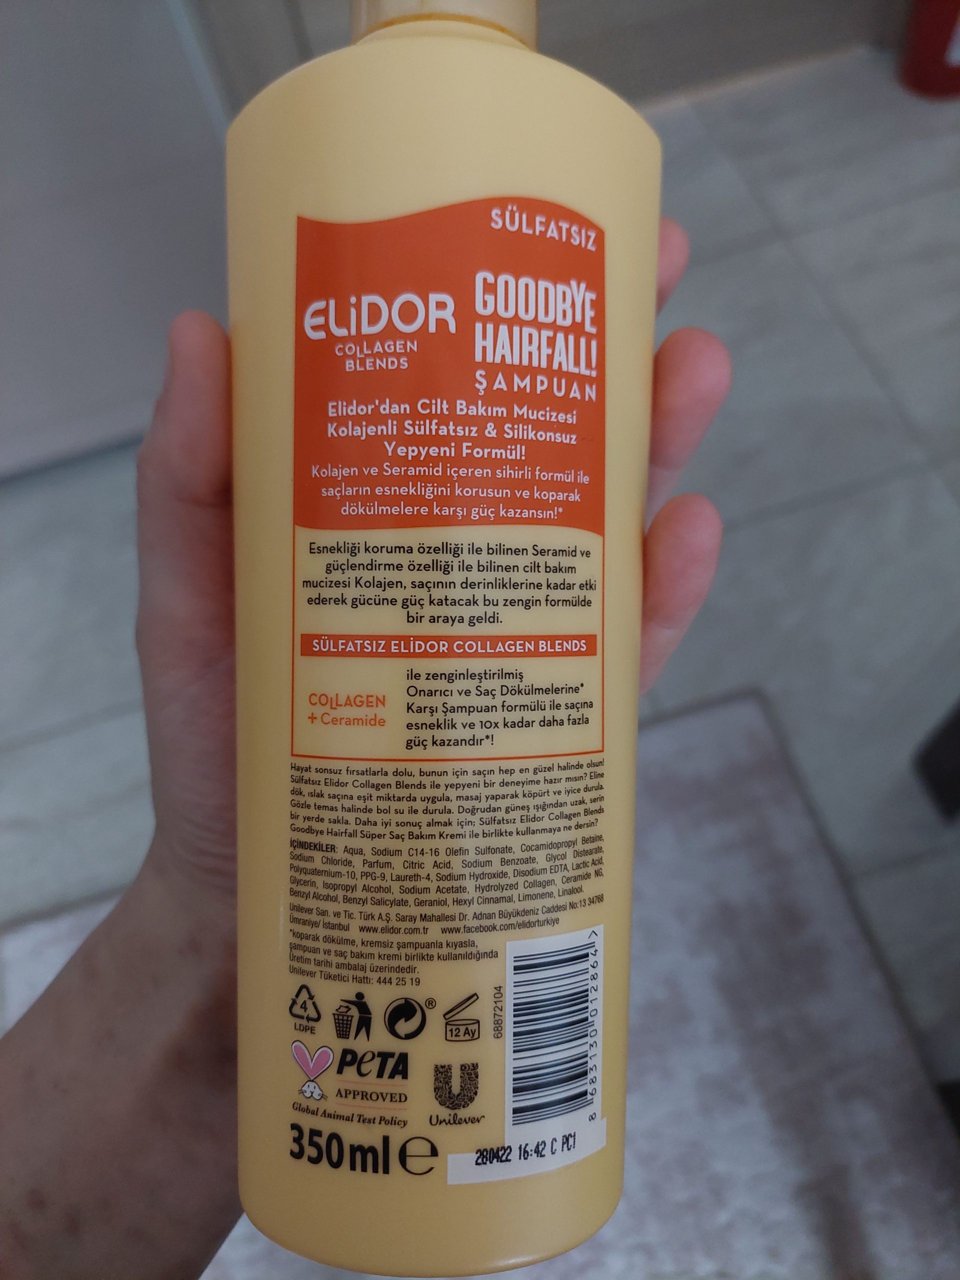 SÜLFATSIZ
ELiDOR
COLLAGEN
BLENDS
GOODBYE
HAIRFALL!
ŞAMPUAN
Elidor'dan Cilt Bakım Mucizesi
Kolajenli Sülfatsız & Silikonsuz
Yepyeni Formül!
Kolajen ve Seramid içeren sihirli formül ile
saçların esnekliğini korusun ve koparak
dökülmelere karşı güç kazansın!*
Esnekliği koruma özelliği ile bilinen Seramid ve
güçlendirme özelliği ile bilinen cilt bakım
mucizesi Kolajen, saçının derinliklerine kadar etki
ederek gücüne güç katacak bu zengin formülde
bir araya geldi.
SÜLFATSIZ ELİDOR COLLAGEN BLENDS
COLLAGEN
+ Ceramide
ile zenginleştirilmiş
Onarıcı ve Saç Dökülmelerine*
Karşı Şampuan formülü ile saçına
esneklik ve 10x kadar daha fazla
güç kazandır*!
Hayat sonsuz fırsatlarla dolu, bunun için saçın hep en güzel halinde olsun!
Sülfatsız Elidor Collagen Blends ile yepyeni bir deneyime hazır mısın? Eline
dök, ıslak saçına eşit miktarda uygula, masaj yaparak köpürt ve iyice durula.
Gözle temas halinde bol su ile durula. Doğrudan güneş ışığından uzak, serin
bir yerde sakla. Daha iyi sonuç almak için; Sülfatsız Elidor Collagen Blends
Goodbye Hairfall Süper Saç Bakım Kremi ile birlikte kullanmaya ne dersin?
İÇİNDEKİLER: Aqua, Sodium C14-16 Olefin Sulfonate, Cocamidopropyl Betaine,
Sodium Chloride, Parfum, Citric Acid, Sodium Benzoate, Glycol Distearate,
Polyquaternium-10, PPG-9, Laureth-4, Sodium Hydroxide, Disodium EDTA, Lactic Acid,
Glycerin, Isopropyl Alcohol, Sodium Acetate, Hydrolyzed Collagen, Ceramide NG,
Benzyl Alcohol, Benzyl Salicylate, Geraniol, Hexyl Cinnamal, Limonene, Linalool.
Unilever San. ve Tic. Türk A.Ş. Saray Mahallesi Dr. Adnan Büyükdeniz Caddesi No:13 34768
Ümraniye/ İstanbul www.elidor.com.tr www.facebook.com/elidorturkiye
*koparak dökülme, kremsiz şampuanla kıyasla,
şampuan ve saç bakım kremi birlikte kullanıldığında
Üretim tarihi ambalaj üzerindedir.
Unilever Tüketici Hattı: 444 25 19
4
LDPE
®
12 Ay
68872104
8 683130 012864 >
PETA
APPROVED
Global Animal Test Policy
Unilever
350 ml e
280422 16:42 C PC1